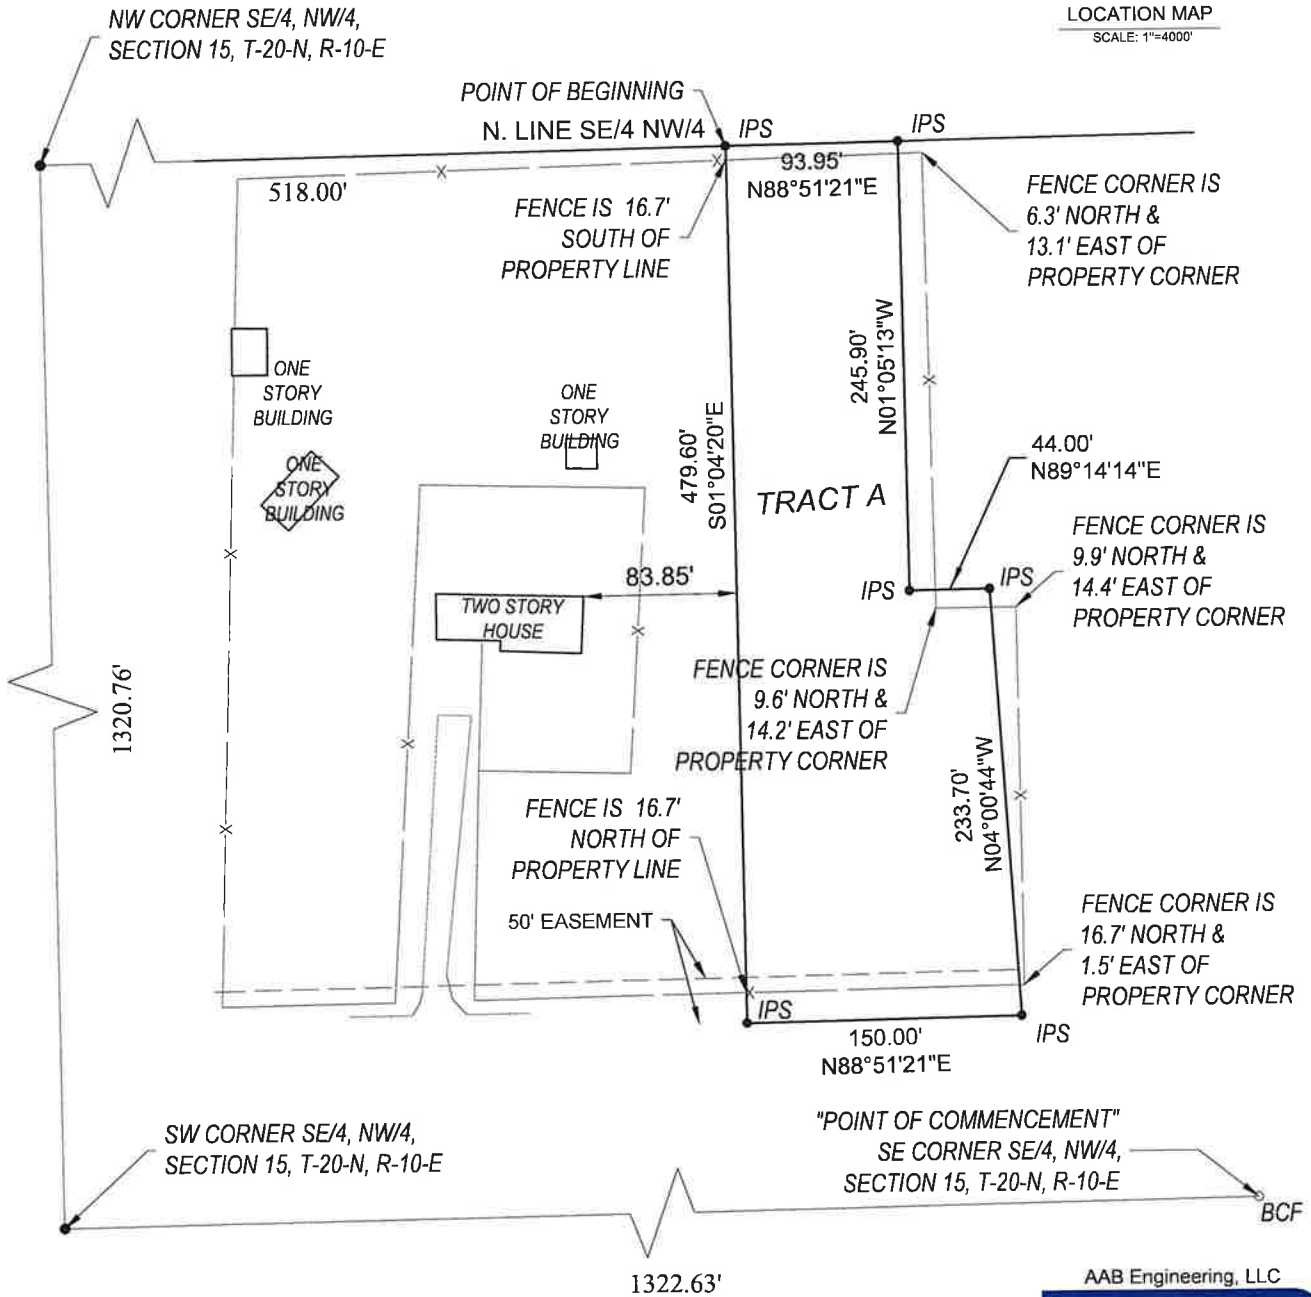 NW CORNER SE/4, NW/4,
SECTION 15, T-20-N, R-10-E
LOCATION MAP
SCALE: 1"=4000'
POINT OF BEGINNING
N. LINE SE/4 NW/4
IPS
IPS
93.95'
N88°51'21"E
518.00'
FENCE IS 16.7'
SOUTH OF
PROPERTY LINE
FENCE CORNER IS
6.3' NORTH &
13.1' EAST OF
PROPERTY CORNER
245.90'
N01°05'13"W
ONE
STORY
BUILDING
ONE
STORY
BUILDING
ONE
STORY
BUILDING
479.60'
S01°04'20"E
TRACT A
44.00'
N89°14'14"E
FENCE CORNER IS
9.9' NORTH &
14.4' EAST OF
PROPERTY CORNER
83.85'
IPS
IPS
TWO STORY
HOUSE
FENCE CORNER IS
9.6' NORTH &
14.2' EAST OF
PROPERTY CORNER
1320.76'
233.70'
N04°00'44"W
FENCE IS 16.7'
NORTH OF
PROPERTY LINE
50' EASEMENT
FENCE CORNER IS
16.7' NORTH &
1.5' EAST OF
PROPERTY CORNER
IPS
IPS
150.00'
N88°51'21"E
SW CORNER SE/4, NW/4,
SECTION 15, T-20-N, R-10-E
"POINT OF COMMENCEMENT"
SE CORNER SE/4, NW/4,
SECTION 15, T-20-N, R-10-E
BCF
1322.63'
AAB Engineering, LLC